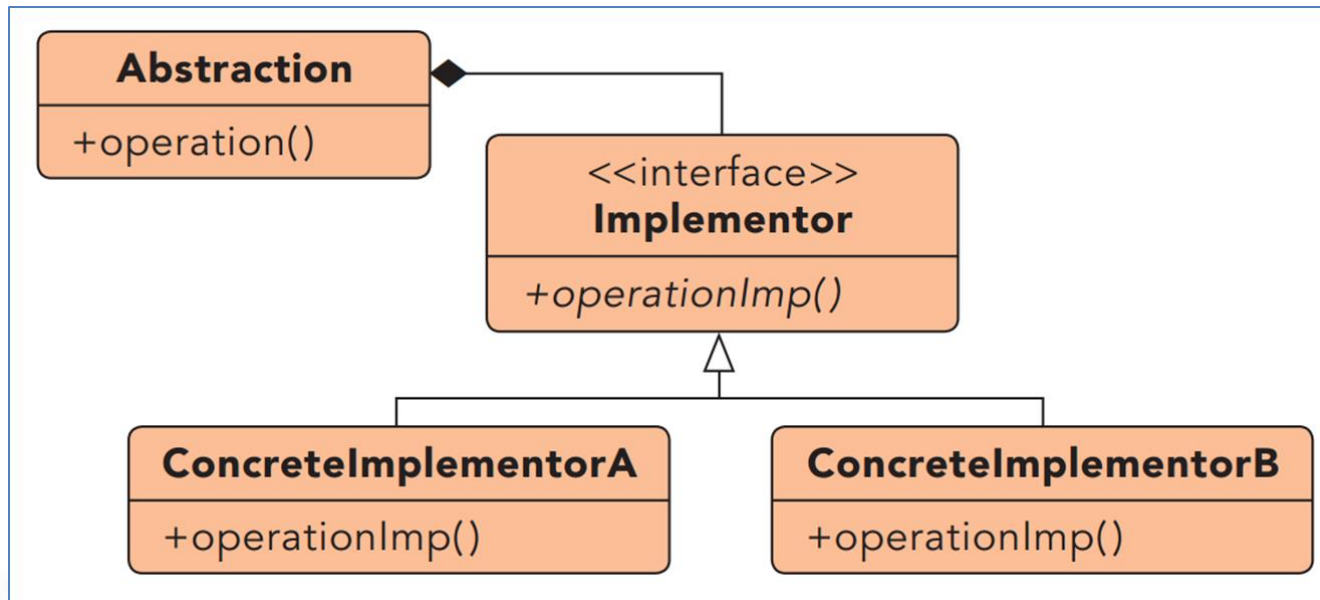 Abstraction
+operation()
<<interface>>
Implementor
+operationImp()
ConcreteImplementorA
+operationImp()
ConcreteImplementorB
+operationImp()